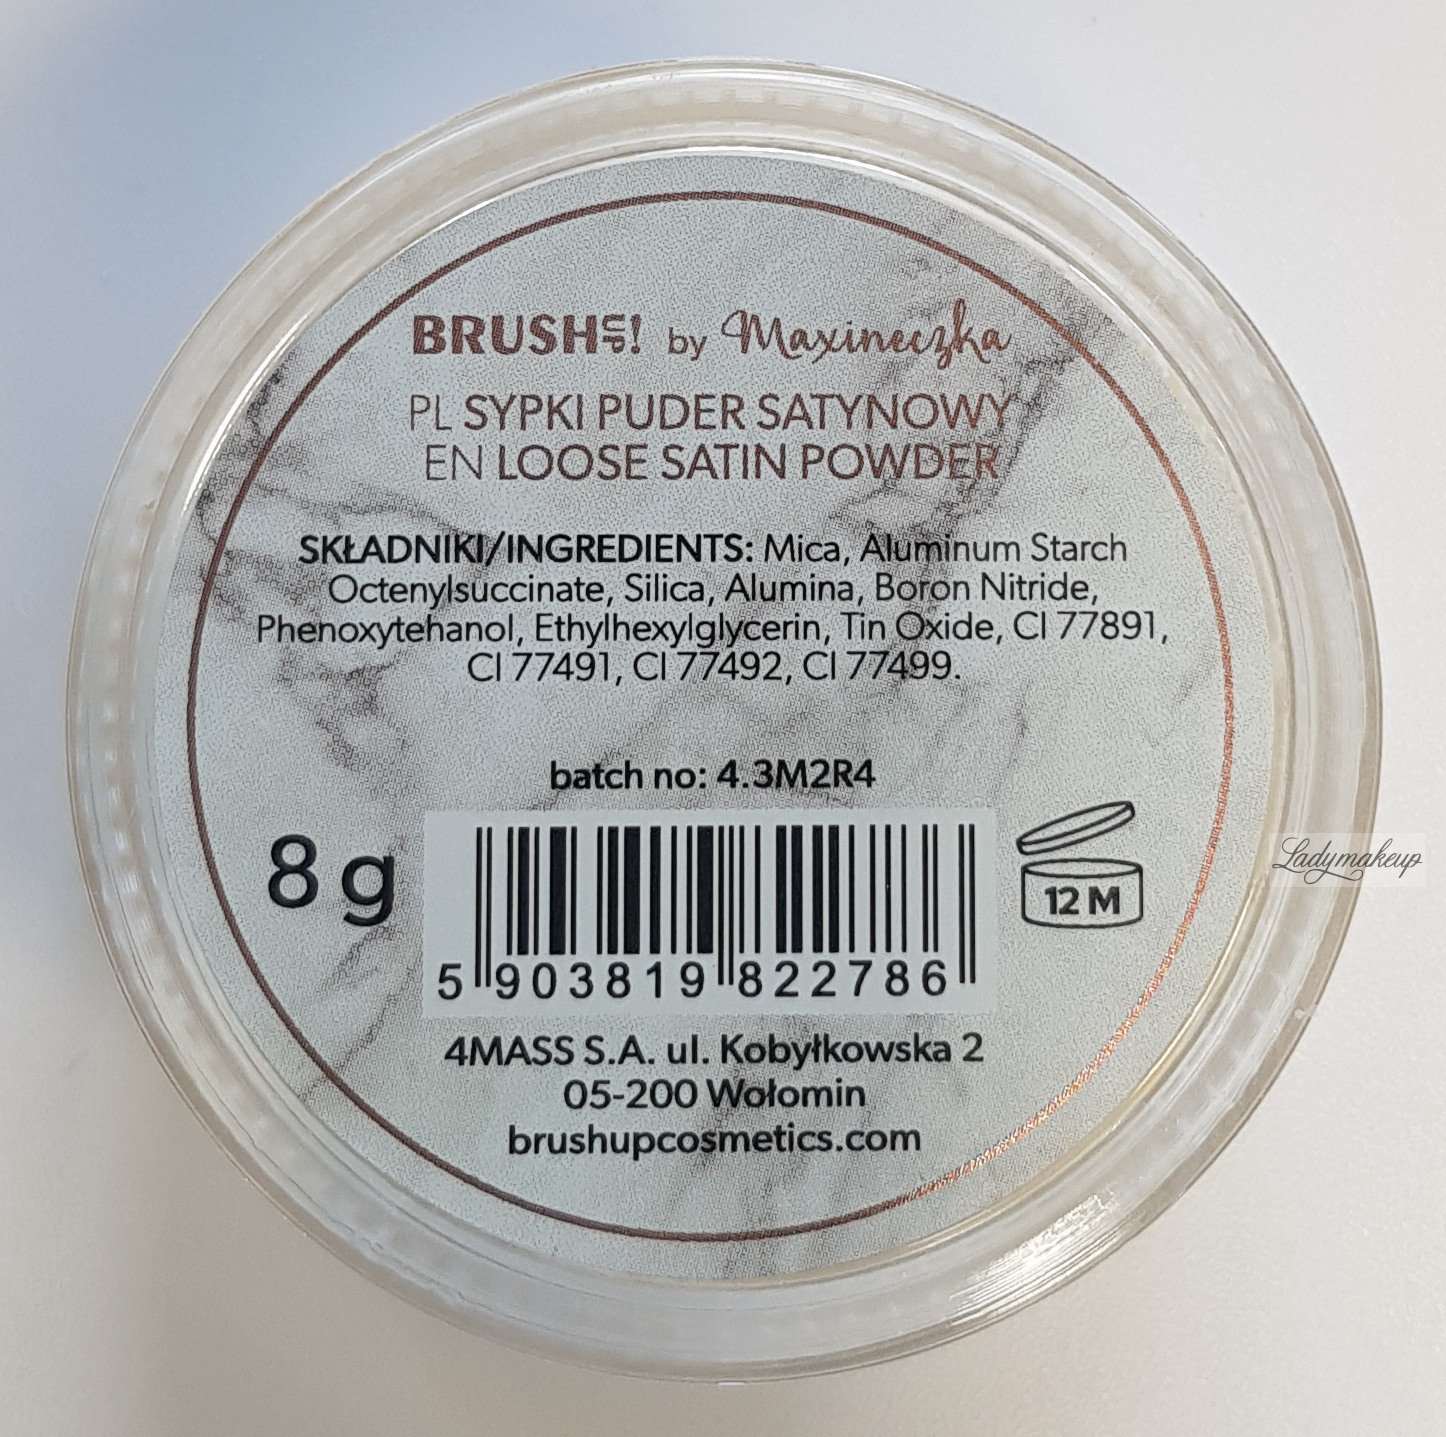 BRUSH UP! by Maxineczka
PL SYPKI PUDER SATYNOWY
EN LOOSE SATIN POWDER
SKŁADNIKI/INGREDIENTS: Mica, Aluminum Starch
Octenylsuccinate, Silica, Alumina, Boron Nitride,
Phenoxytehanol, Ethylhexylglycerin, Tin Oxide, CI 77891,
CI 77491, CI 77492, CI 77499.
batch no: 4.3M2R4
8 g
12 M
5 903819 822786
4MASS S.A. ul. Kobyłkowska 2
05-200 Wołomin
brushupcosmetics.com
Ladymakeup